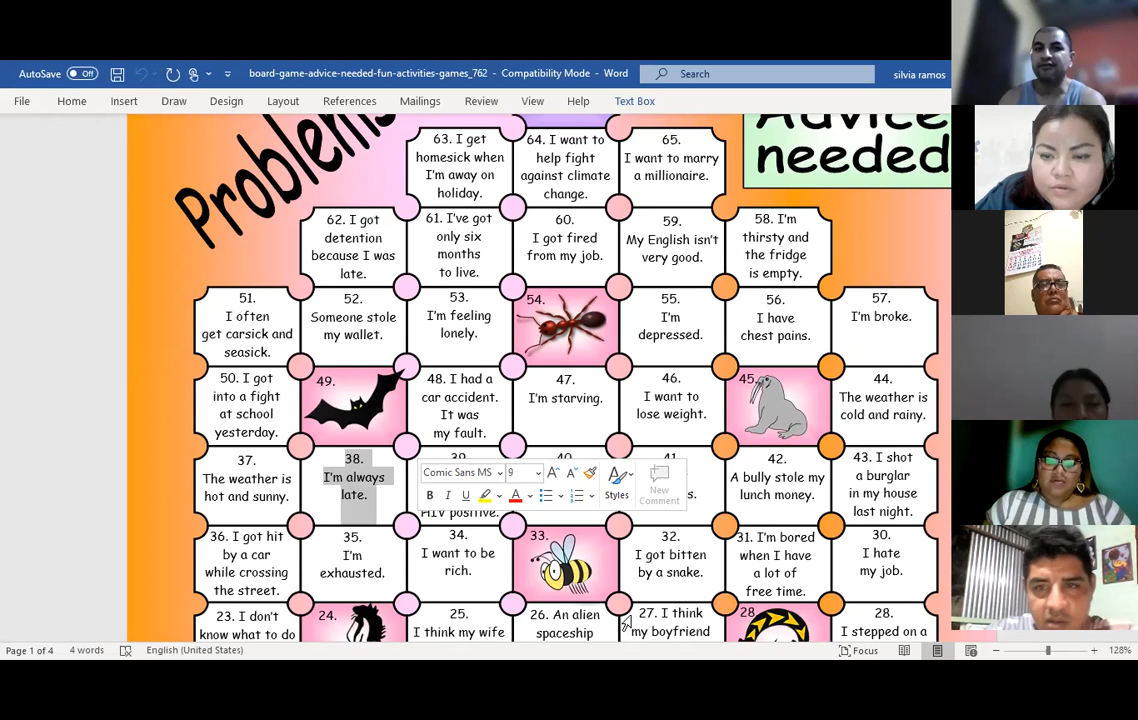 AutoSave Off
board-game-advice-needed-fun-activities-games_762 - Compatibility Mode - Word
Search
silvia ramos
File Home Insert Draw Design Layout References Mailings Review View Help Text Box
Problems
Advice
needed
63. I get
homesick when
I'm away on
holiday.
64. I want to
help fight
against climate
change.
65.
I want to marry
a millionaire.
62. I got
detention
because I was
late.
61. I've got
only six
months
to live.
60.
I got fired
from my job.
59.
My English isn't
very good.
58. I'm
thirsty and
the fridge
is empty.
51.
I often
get carsick and
seasick.
52.
Someone stole
my wallet.
53.
I'm feeling
lonely.
54.
55.
I'm
depressed.
56.
I have
chest pains.
57.
I'm broke.
50. I got
into a fight
at school
yesterday.
49.
48. I had a
car accident.
It was
my fault.
47.
I'm starving.
46.
I want to
lose weight.
45.
44.
The weather is
cold and rainy.
37.
The weather is
hot and sunny.
38.
I'm always
late.
39
HIV positive.
40
41
s.
42.
A bully stole my
lunch money.
43. I shot
a burglar
in my house
last night.
Comic Sans MS 9
B I U
Styles
New
Comment
36. I got hit
by a car
while crossing
the street.
35.
I'm
exhausted.
34.
I want to be
rich.
33.
32.
I got bitten
by a snake.
31. I'm bored
when I have
a lot of
free time.
30.
I hate
my job.
23. I don't
know what to do
24.
25.
I think my wife
26. An alien
spaceship
27. I think
my boyfriend
28
28.
I stepped on a
Page 1 of 4 4 words English (United States) Focus 128%